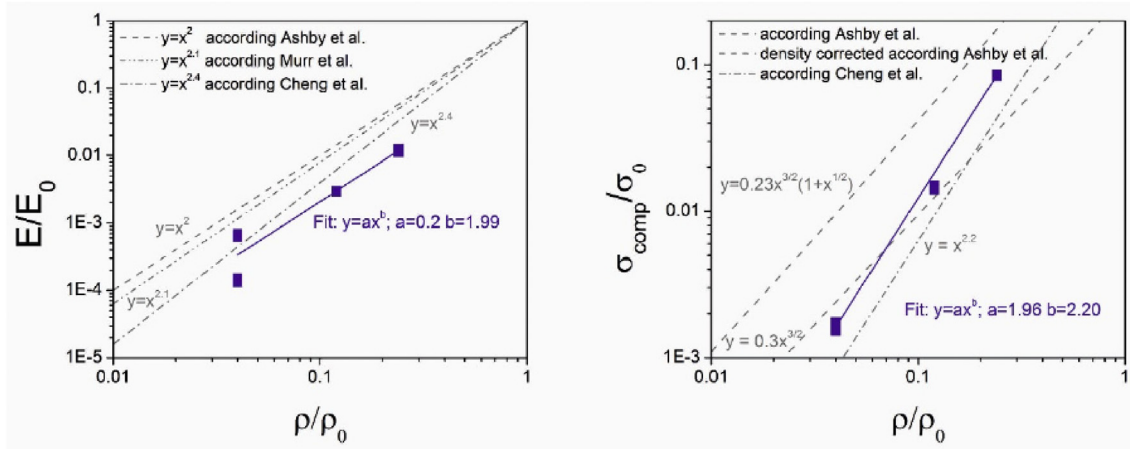 y=x² according Ashby et al.
y=x^2.1 according Murr et al.
y=x^2.4 according Cheng et al.
1
0.1
0.01
1E-3
1E-4
1E-5
E/E₀
y=x^2.4
y=x²
y=x^2.1
Fit: y=ax^b; a=0.2 b=1.99
0.01
0.1
1
ρ/ρ₀
according Ashby et al.
density corrected according Ashby et al.
according Cheng et al.
0.1
0.01
1E-3
σcomp/σ₀
y=0.23x^3/2(1+x^1/2)
y = x^2.2
y = 0.3x^3/2
Fit: y=ax^b; a=1.96 b=2.20
0.01
0.1
1
ρ/ρ₀